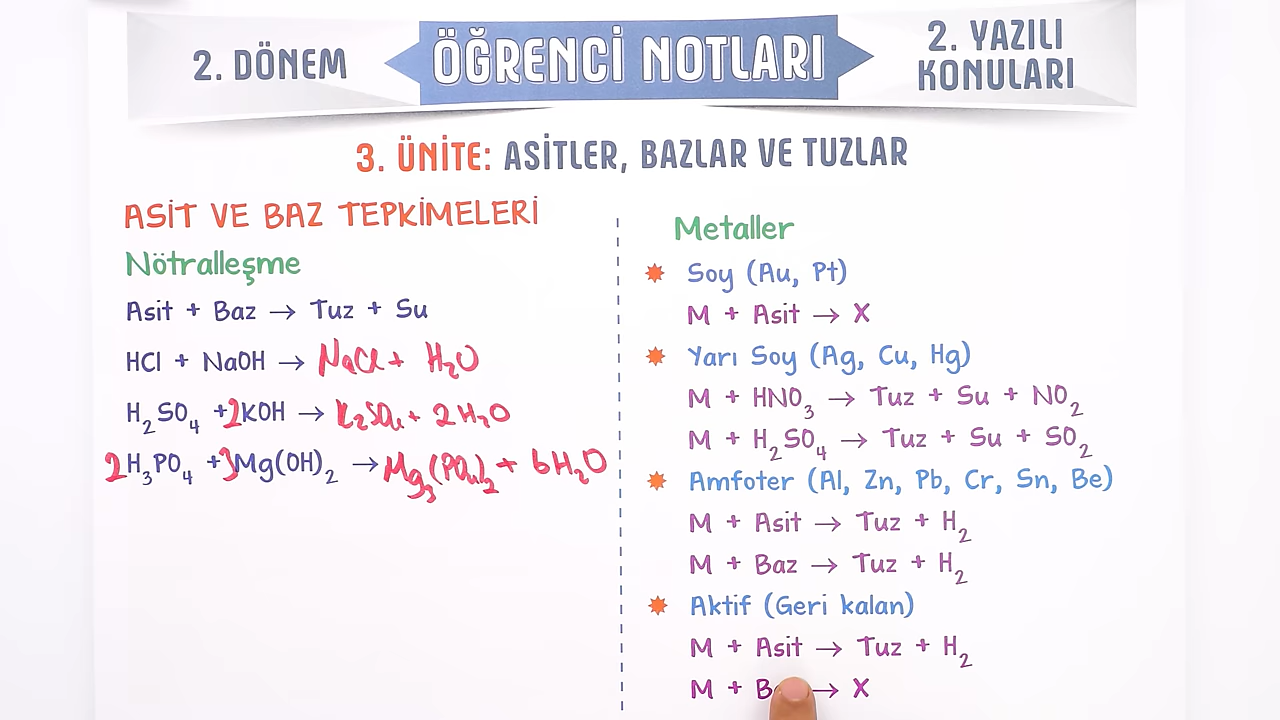 2. DÖNEM
ÖĞRENCİ NOTLARI
2. YAZILI
KONULARI
3. ÜNİTE: ASİTLER, BAZLAR VE TUZLAR
ASİT VE BAZ TEPKİMELERİ
Nötralleşme
Asit + Baz → Tuz + Su
HCl + NaOH → NaCl + H₂O
H₂SO₄ + 2KOH → K₂SO₄ + 2H₂O
2H₃PO₄ + 3Mg(OH)₂ → Mg₃(PO₄)₂ + 6H₂O
Metaller
Soy (Au, Pt)
M + Asit → X
Yarı Soy (Ag, Cu, Hg)
M + HNO₃ → Tuz + Su + NO₂
M + H₂SO₄ → Tuz + Su + SO₂
Amfoter (Al, Zn, Pb, Cr, Sn, Be)
M + Asit → Tuz + H₂
M + Baz → Tuz + H₂
Aktif (Geri kalan)
M + Asit → Tuz + H₂
M + → X